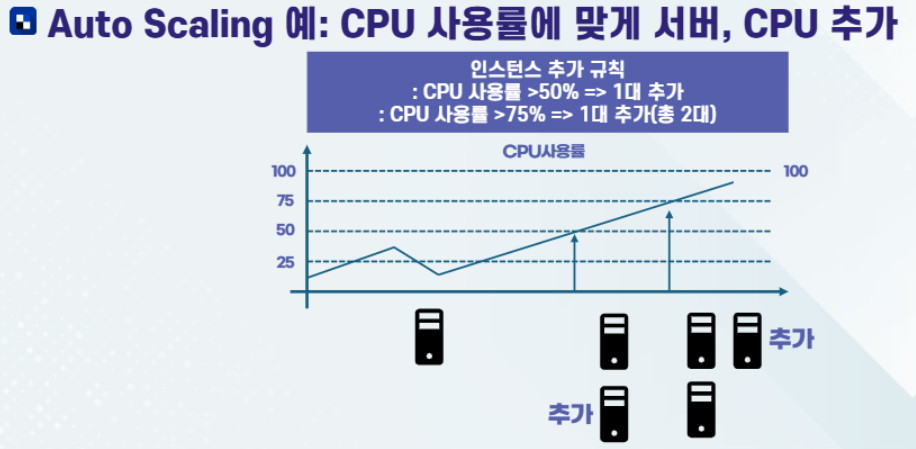 Auto Scaling 예: CPU 사용률에 맞게 서버, CPU 추가
인스턴스 추가 규칙
: CPU 사용률 >50% => 1대 추가
: CPU 사용률 >75% => 1대 추가(총 2대)
CPU사용률
100
100
75
50
25
추가
추가